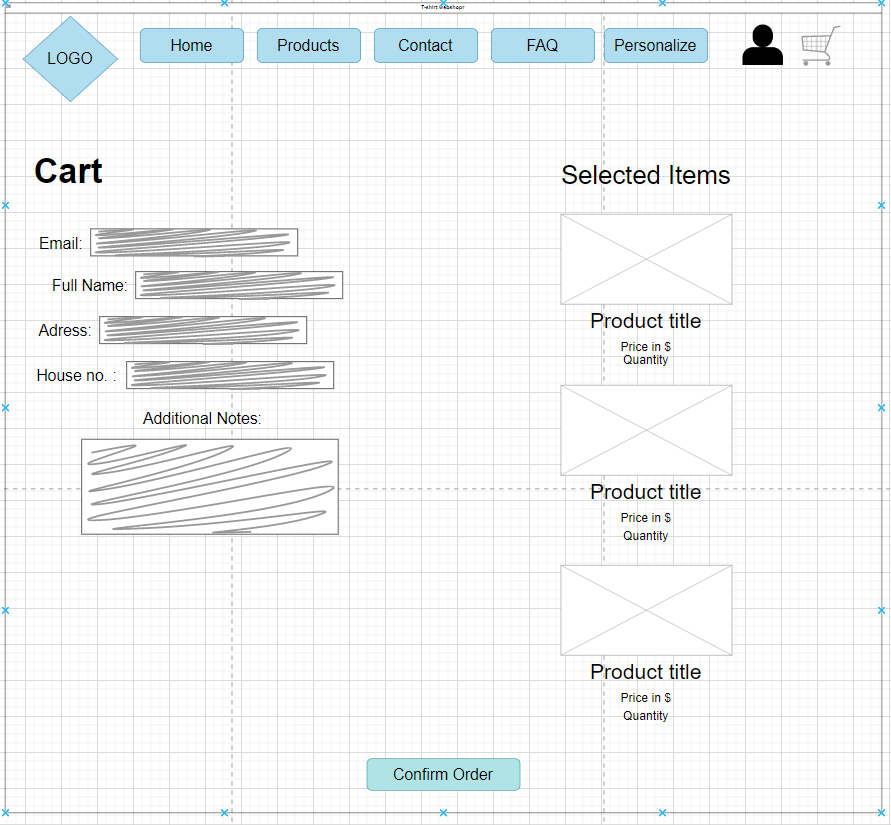 T-shirt Webshopr
LOGO
Home
Products
Contact
FAQ
Personalize
Cart
Selected Items
Email:
Full Name:
Adress:
House no. :
Additional Notes:
Product title
Price in $
Quantity
Product title
Price in $
Quantity
Product title
Price in $
Quantity
Confirm Order